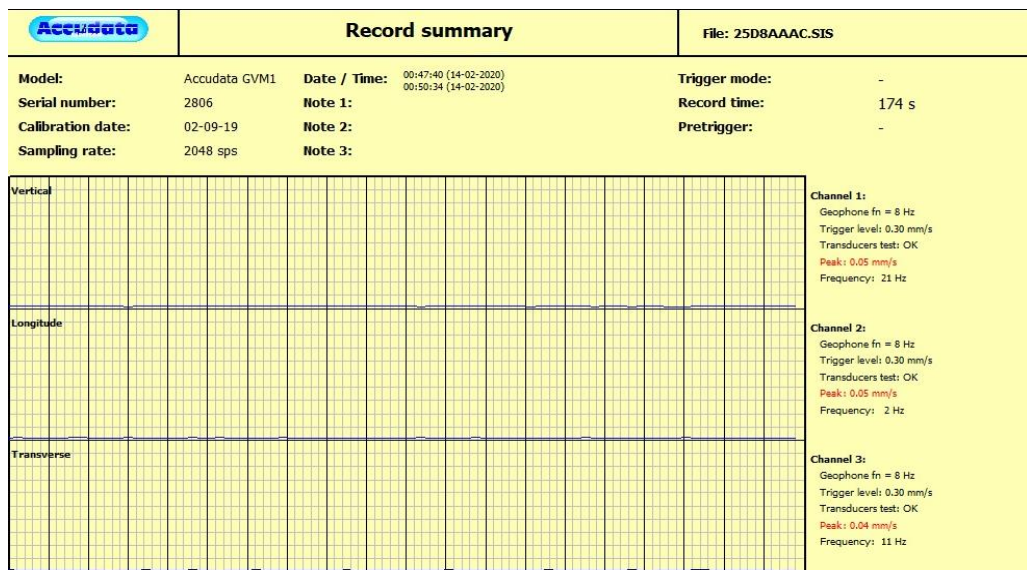 Accudata
Record summary
File: 25D8AAAC.SIS
Model: Accudata GVM1
Serial number: 2806
Calibration date: 02-09-19
Sampling rate: 2048 sps
Date / Time: 00:47:40 (14-02-2020)
00:50:34 (14-02-2020)
Note 1:
Note 2:
Note 3:
Trigger mode: -
Record time: 174 s
Pretrigger: -
Vertical
Channel 1:
Geophone fn = 8 Hz
Trigger level: 0.30 mm/s
Transducers test: OK
Peak: 0.05 mm/s
Frequency: 21 Hz
Longitude
Channel 2:
Geophone fn = 8 Hz
Trigger level: 0.30 mm/s
Transducers test: OK
Peak: 0.05 mm/s
Frequency: 2 Hz
Transverse
Channel 3:
Geophone fn = 8 Hz
Trigger level: 0.30 mm/s
Transducers test: OK
Peak: 0.04 mm/s
Frequency: 11 Hz